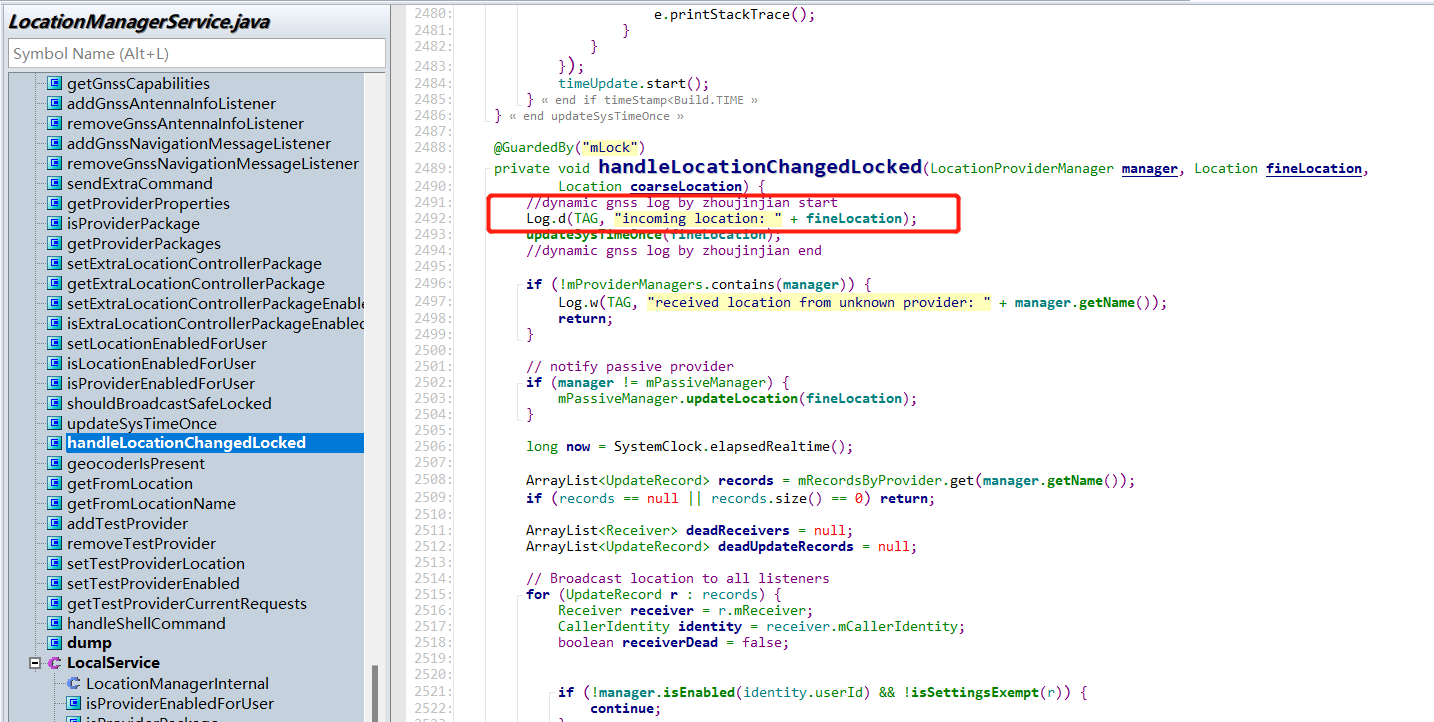 LocationManagerService.java
Symbol Name (Alt+L)
getGnssCapabilities
addGnssAntennaInfoListener
removeGnssAntennaInfoListener
addGnssNavigationMessageListener
removeGnssNavigationMessageListener
sendExtraCommand
getProviderProperties
isProviderPackage
getProviderPackages
setExtraLocationControllerPackage
getExtraLocationControllerPackage
setExtraLocationControllerPackageEnable
isExtraLocationControllerPackageEnabled
setLocationEnabledForUser
isLocationEnabledForUser
isProviderEnabledForUser
shouldBroadcastSafeLocked
updateSysTimeOnce
handleLocationChangedLocked
geocoderIsPresent
getFromLocation
getFromLocationName
addTestProvider
removeTestProvider
setTestProviderLocation
setTestProviderEnabled
getTestProviderCurrentRequests
handleShellCommand
dump
LocalService
LocationManagerInternal
isProviderEnabledForUser
2480: e.printStackTrace();
2481: }
2482: }
2483: });
2484: timeUpdate.start();
2485: } « end if timeStamp<Build.TIME »
2486: } « end updateSysTimeOnce »
2487:
2488: @GuardedBy("mLock")
2489: private void handleLocationChangedLocked(LocationProviderManager manager, Location fineLocation,
2490: Location coarseLocation) {
2491: //dynamic gnss log by zhoujinjian start
2492: Log.d(TAG, "incoming location: " + fineLocation);
2493: updateSysTimeOnce(fineLocation);
2494: //dynamic gnss log by zhoujinjian end
2495:
2496: if (!mProviderManagers.contains(manager)) {
2497: Log.w(TAG, "received location from unknown provider: " + manager.getName());
2498: return;
2499: }
2500:
2501: // notify passive provider
2502: if (manager != mPassiveManager) {
2503: mPassiveManager.updateLocation(fineLocation);
2504: }
2505:
2506: long now = SystemClock.elapsedRealtime();
2507:
2508: ArrayList<UpdateRecord> records = mRecordsByProvider.get(manager.getName());
2509: if (records == null || records.size() == 0) return;
2510:
2511: ArrayList<Receiver> deadReceivers = null;
2512: ArrayList<UpdateRecord> deadUpdateRecords = null;
2513:
2514: // Broadcast location to all listeners
2515: for (UpdateRecord r : records) {
2516: Receiver receiver = r.mReceiver;
2517: CallerIdentity identity = receiver.mCallerIdentity;
2518: boolean receiverDead = false;
2519:
2520:
2521: if (!manager.isEnabled(identity.userId) && !isSettingsExempt(r)) {
2522: continue;